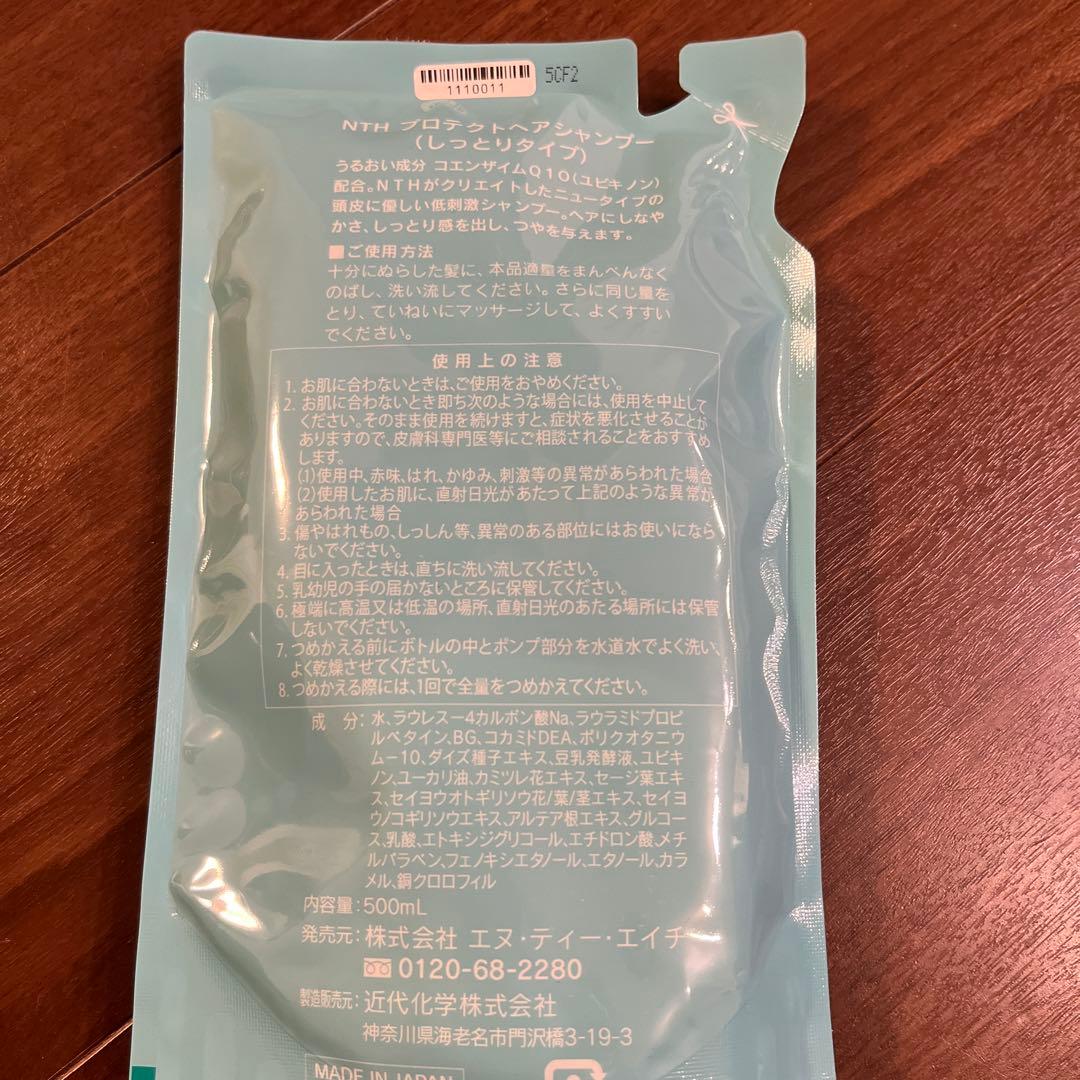 5CF2
1110011
NTH プロテクトヘアシャンプー
(しっとりタイプ)
うるおい成分 コエンザイムQ10(ユビキノン)
配合。NTHがクリエイトしたニュータイプの
頭皮に優しい低刺激シャンプー。ヘアにしなや
かさ、しっとり感を出し、つやを与えます。
■ご使用方法
十分にぬらした髪に、本品適量をまんべんなく
のばし、洗い流してください。さらに同じ量を
とり、ていねいにマッサージして、よくすすい
でください。
使用上の注意
1. お肌に合わないときは、ご使用をおやめください。
2. お肌に合わないとき即ち次のような場合には、使用を中止して
ください。そのまま使用を続けますと、症状を悪化させることが
ありますので、皮膚科専門医等にご相談されることをおすすめ
します。
(1)使用中、赤味、はれ、かゆみ、刺激等の異常があらわれた場合
(2)使用したお肌に、直射日光があたって上記のような異常が
あらわれた場合
3. 傷やはれもの、しっしん等、異常のある部位にはお使いになら
ないでください。
4. 目に入ったときは、直ちに洗い流してください。
5. 乳幼児の手の届かないところに保管してください。
6. 極端に高温又は低温の場所、直射日光のあたる場所には保管
しないでください。
7. つめかえる前にボトルの中とポンプ部分を水道水でよく洗い、
よく乾燥させてください。
8. つめかえる際には、1回で全量をつめかえてください。
成 分:水、ラウレス－4カルボン酸Na、ラウラミドプロピ
ルベタイン、BG、コカミドDEA、ポリクオタニウ
ム－10、ダイズ種子エキス、豆乳発酵液、ユビキ
ノン、ユーカリ油、カミツレ花エキス、セージ葉エキ
ス、セイヨウオトギリソウ花/葉/茎エキス、セイヨ
ウノコギリソウエキス、アルテア根エキス、グルコー
ス、乳酸、エトキシジグリコール、エチドロン酸、メチ
ルパラベン、フェノキシエタノール、エタノール、カラ
メル、銅クロロフィル
内容量:500mL
発売元:株式会社 エヌ・ティー・エイチ
0120-68-2280
製造販売元:近代化学株式会社
神奈川県海老名市門沢橋3-19-3
MADE IN JAPAN